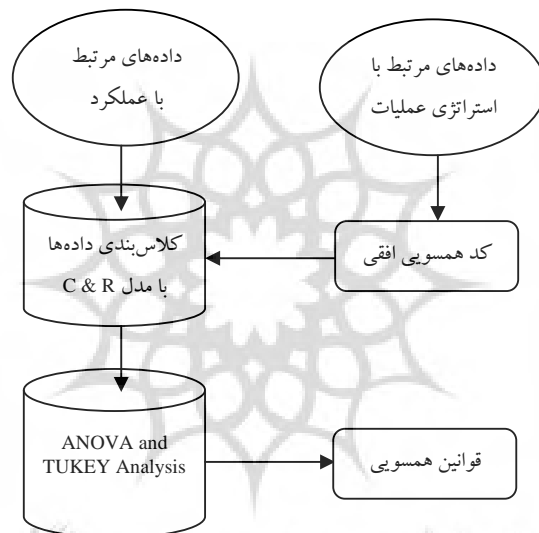 داده‌های مرتبط با
استراتژی عملیات
داده‌های مرتبط
با عملکرد
کد همسویی افقی
کلاس‌بندی داده‌ها
با مدل C & R
ANOVA and
TUKEY Analysis
قوانین همسویی